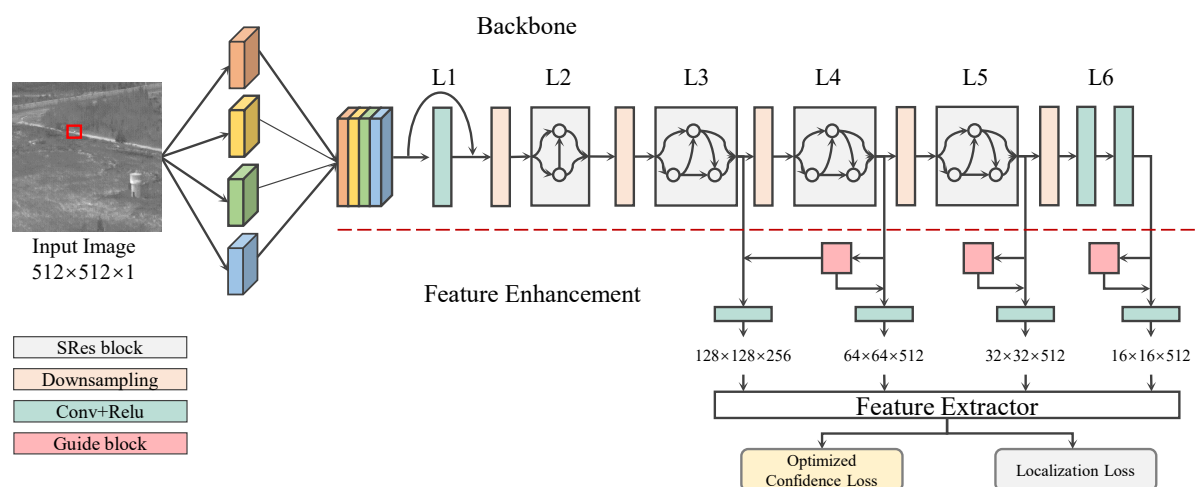 Backbone
L1
L2
L3
L4
L5
L6
Input Image
512×512×1
Feature Enhancement
SRes block
Downsampling
Conv+Relu
Guide block
128×128×256
64×64×512
32×32×512
16×16×512
Feature Extractor
Optimized
Confidence Loss
Localization Loss